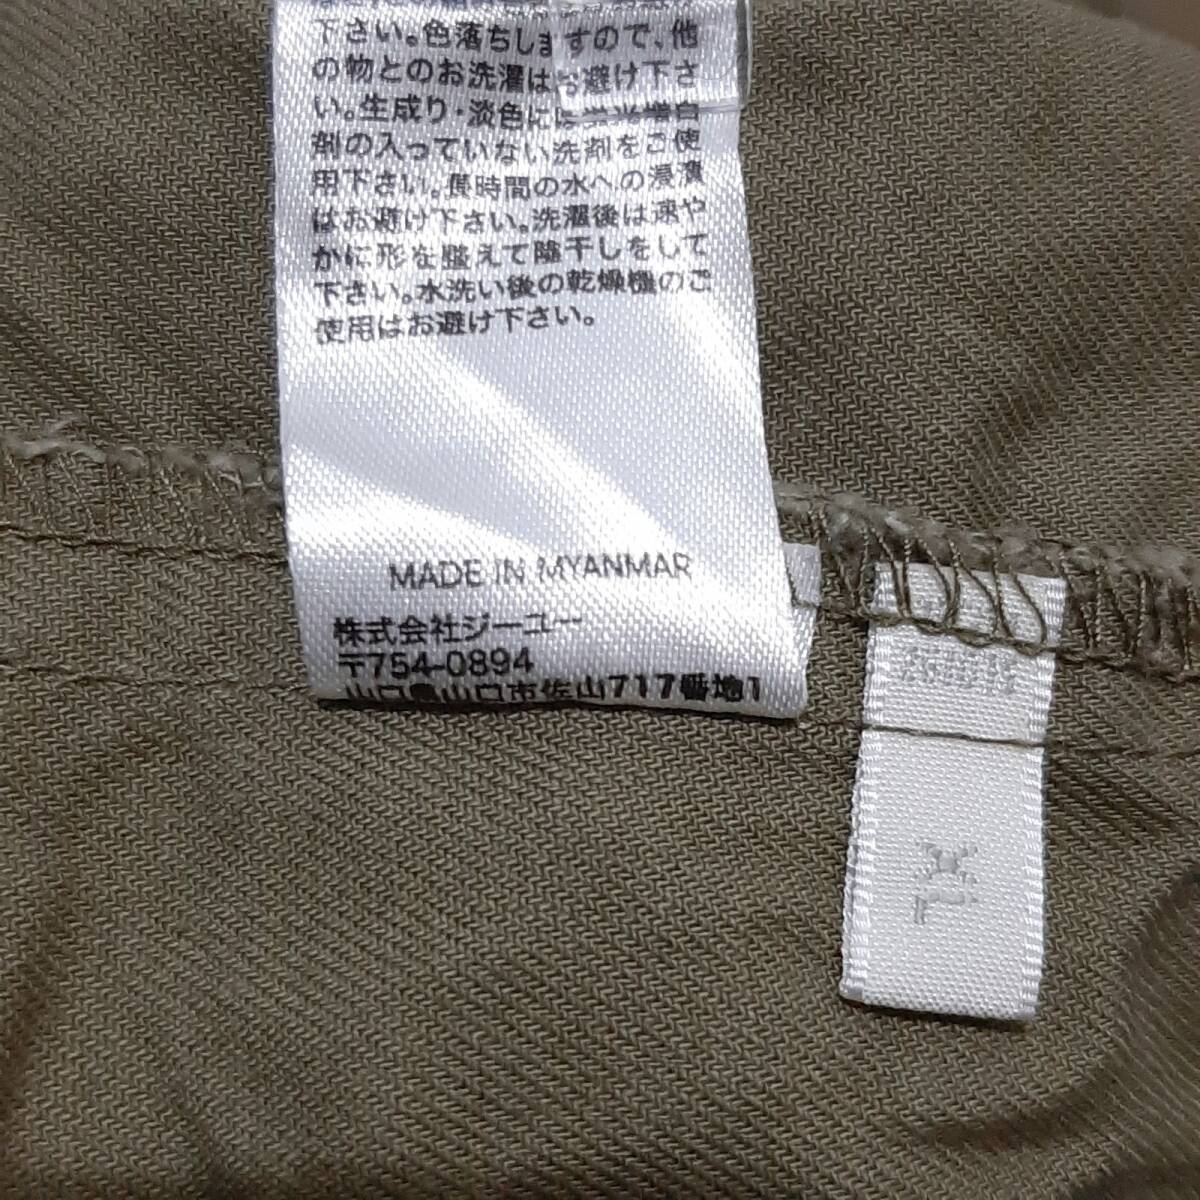 下さい。色落ちしますので、他
の物とのお洗濯はお避け下さ
い。生成り・淡色には蛍光増白
剤の入っていない洗剤をご使
用下さい。長時間の水への浸漬
はお避け下さい。洗濯後は速や
かに形を整えて陰干しをして
下さい。水洗い後の乾燥機のご
使用はお避け下さい。
MADE IN MYANMAR
株式会社ジーユー
〒754-0894
山口県山口市佐山717番地1